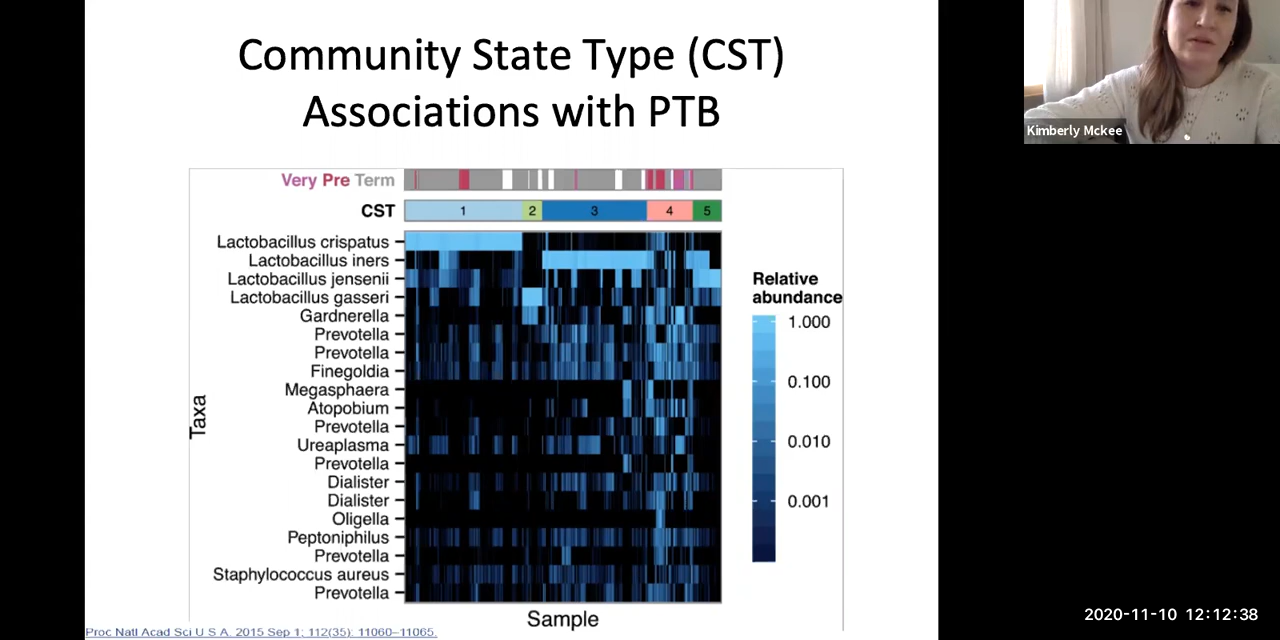 Community State Type (CST)
Associations with PTB
Kimberly Mckee
Very Pre Term
CST
1 2 3 4 5
Lactobacillus crispatus
Lactobacillus iners
Lactobacillus jensenii
Lactobacillus gasseri
Gardnerella
Prevotella
Prevotella
Finegoldia
Megasphaera
Atopobium
Prevotella
Ureaplasma
Prevotella
Dialister
Dialister
Oligella
Peptoniphilus
Prevotella
Staphylococcus aureus
Prevotella
Taxa
Sample
Relative
abundance
1.000
0.100
0.010
0.001
Proc Natl Acad Sci U S A. 2015 Sep 1; 112(35): 11060–11065.
2020-11-10 12:12:38